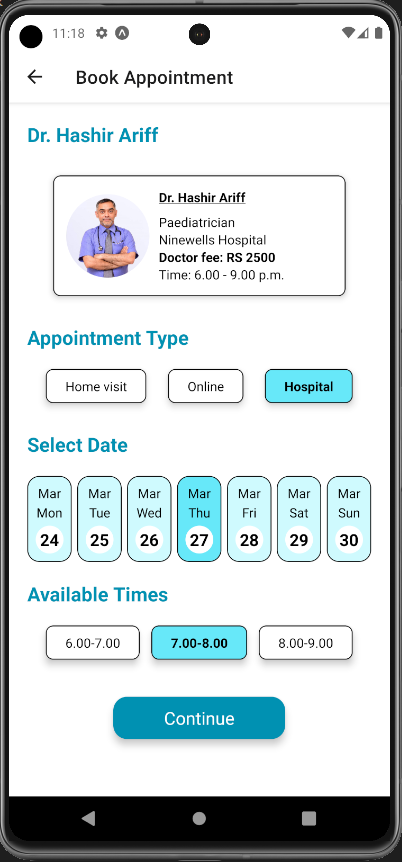 11:18
Book Appointment
Dr. Hashir Ariff
Dr. Hashir Ariff
Paediatrician
Ninewells Hospital
Doctor fee: RS 2500
Time: 6.00 - 9.00 p.m.
Appointment Type
Home visit Online Hospital
Select Date
Mar Mar Mar Mar Mar Mar Mar
Mon Tue Wed Thu Fri Sat Sun
24 25 26 27 28 29 30
Available Times
6.00-7.00 7.00-8.00 8.00-9.00
Continue